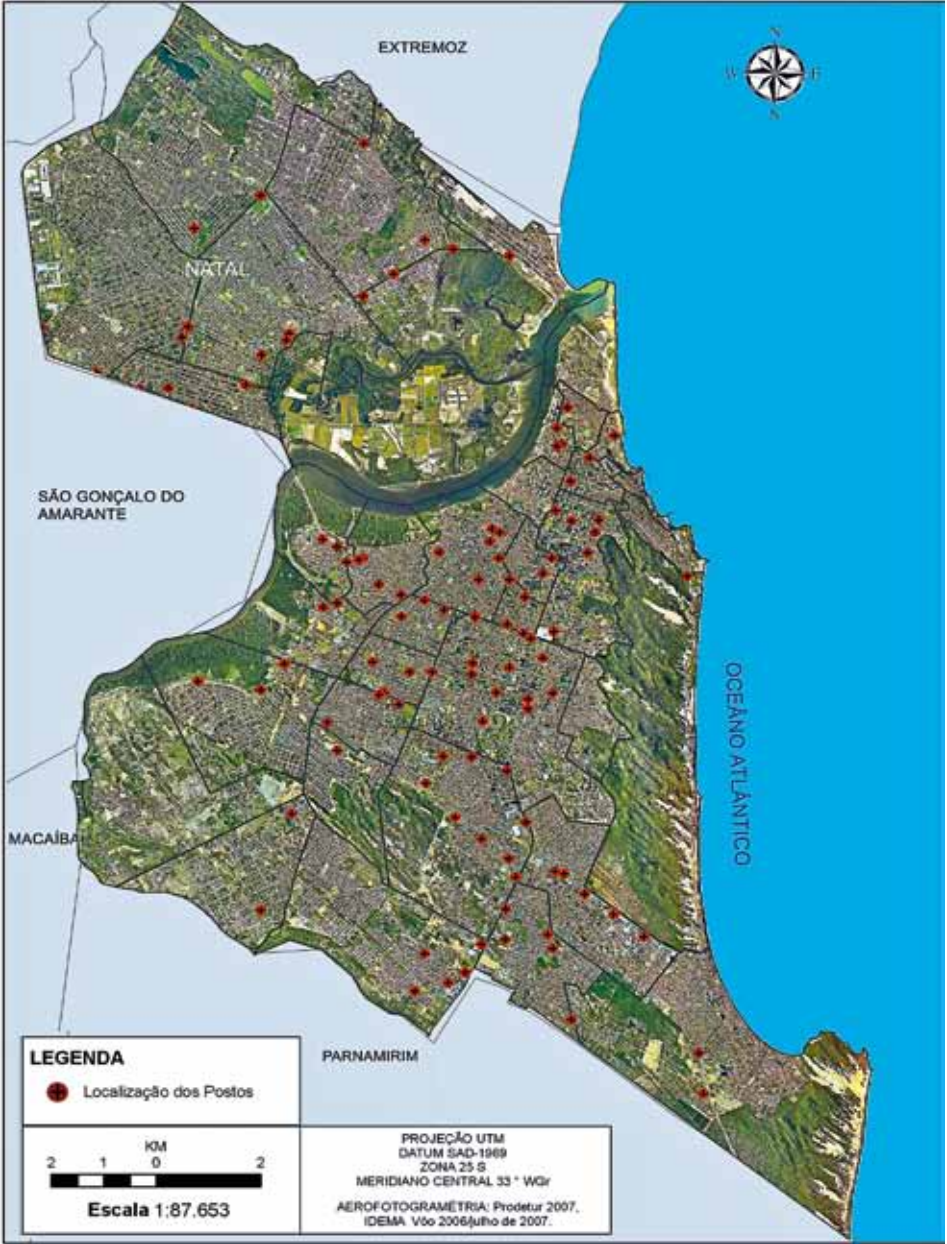 EXTREMOZ
N
W
E
N
NATAL
SÃO GONÇALO DO
AMARANTE
OCEÂNO ATLÂNTICO
MACAÍBA
PARNAMIRIM
LEGENDA
Localização dos Postos
KM
2 1 0 2
Escala 1:87.653
PROJEÇÃO UTM
DATUM SAD-1969
ZONA 25 S
MERIDIANO CENTRAL 33 ° WGr
AEROFOTOGRAMETRIA: Prodetur 2007,
IDEMA Vôo 2006/julho de 2007.